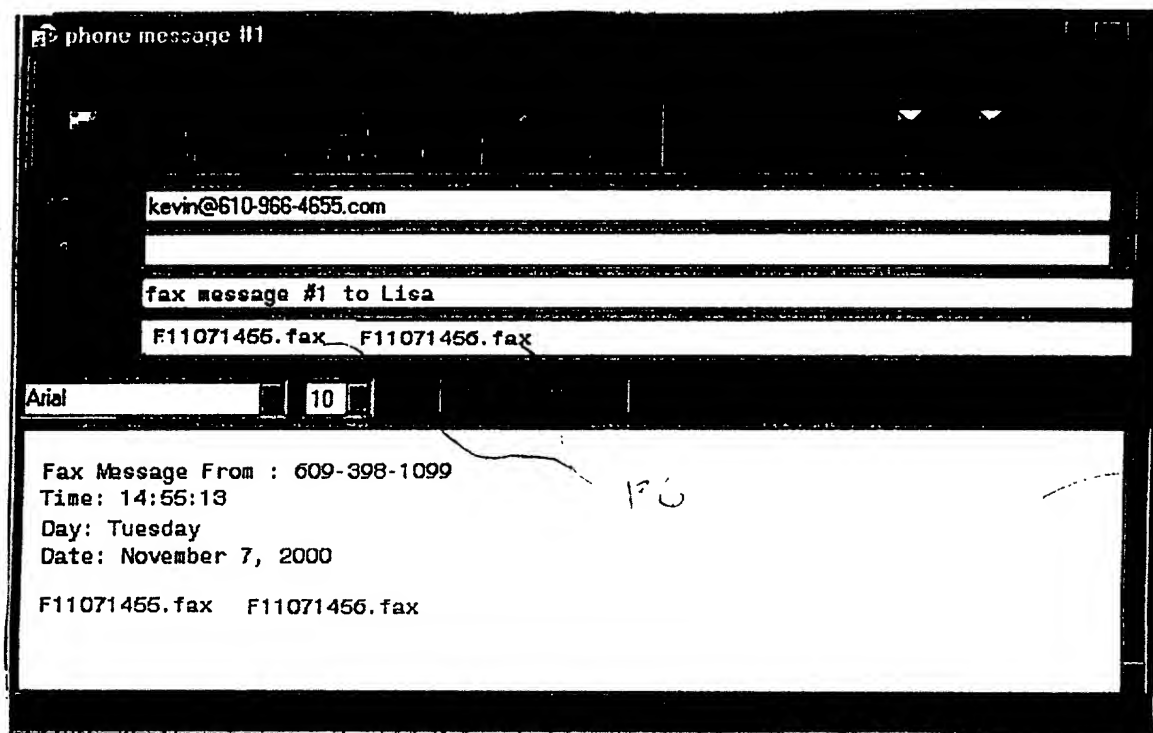 phone message #1
kevin@610-966-4655.com
fax message #1 to Lisa
F11071455.fax F11071456.fax
Arial 10
Fax Message From : 609-398-1099
Time: 14:55:13
Day: Tuesday
Date: November 7, 2000
F11071455.fax F11071456.fax